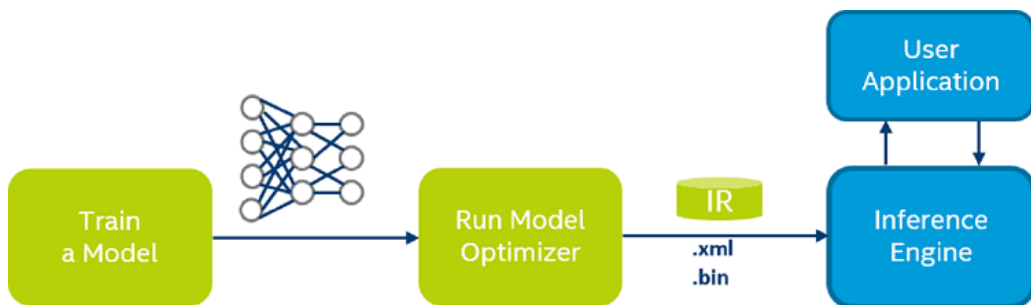 Train
a Model
Run Model
Optimizer
IR
.xml
.bin
User
Application
Inference
Engine